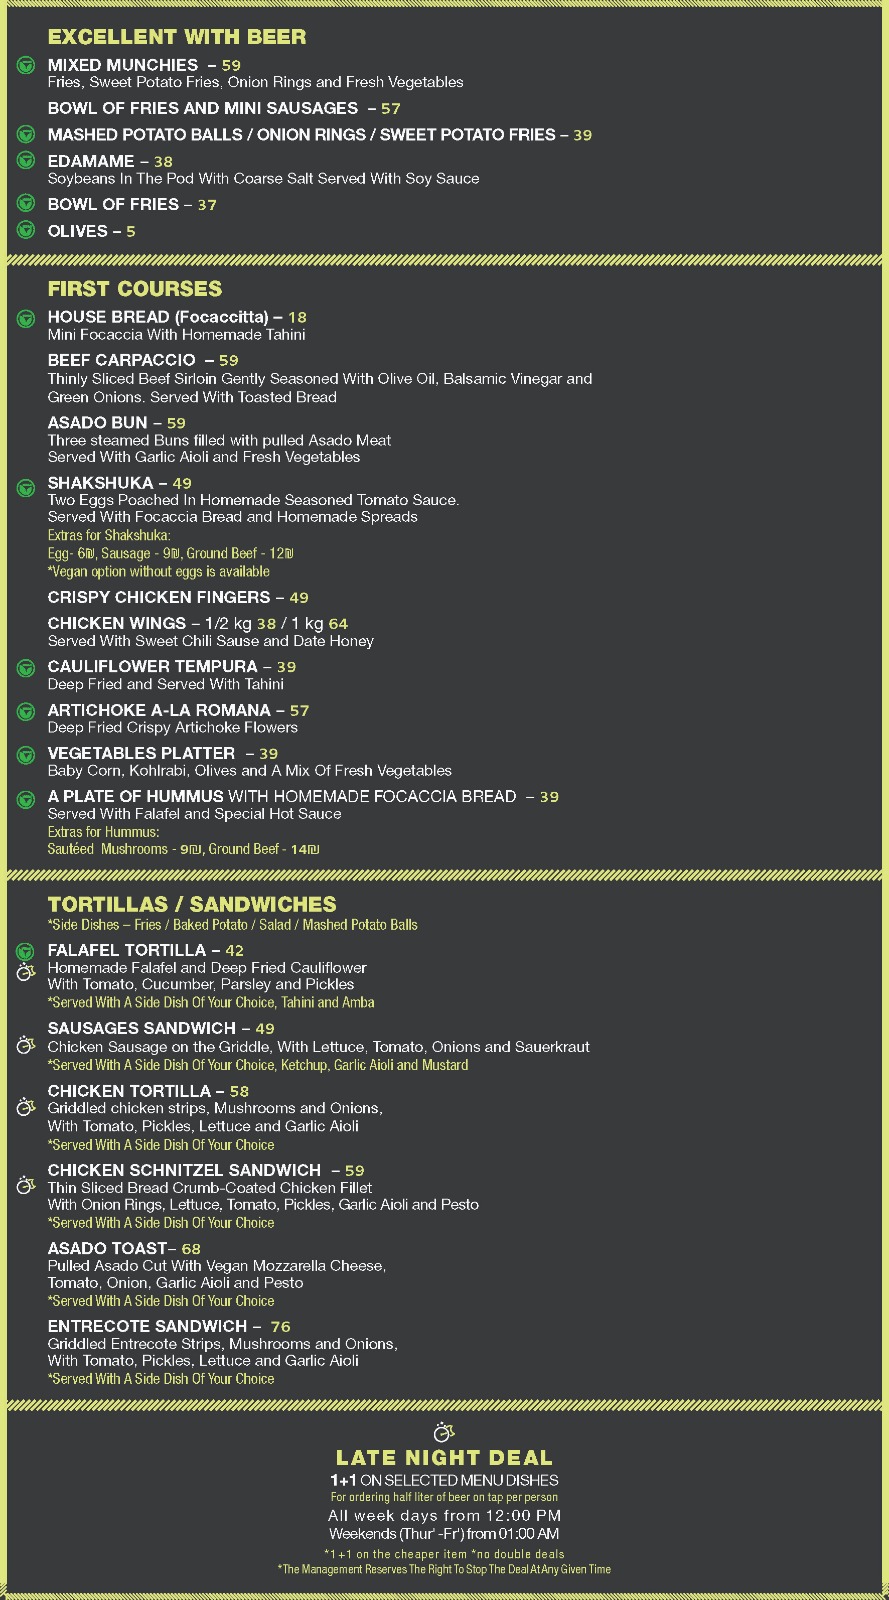 EXCELLENT WITH BEER
MIXED MUNCHIES – 59
Fries, Sweet Potato Fries, Onion Rings and Fresh Vegetables
BOWL OF FRIES AND MINI SAUSAGES – 57
MASHED POTATO BALLS / ONION RINGS / SWEET POTATO FRIES – 39
EDAMAME – 38
Soybeans In The Pod With Coarse Salt Served With Soy Sauce
BOWL OF FRIES – 37
OLIVES – 5
FIRST COURSES
HOUSE BREAD (Focaccitta) – 18
Mini Focaccia With Homemade Tahini
BEEF CARPACCIO – 59
Thinly Sliced Beef Sirloin Gently Seasoned With Olive Oil, Balsamic Vinegar and
Green Onions. Served With Toasted Bread
ASADO BUN – 59
Three steamed Buns filled with pulled Asado Meat
Served With Garlic Aioli and Fresh Vegetables
SHAKSHUKA – 49
Two Eggs Poached In Homemade Seasoned Tomato Sauce.
Served With Focaccia Bread and Homemade Spreads
Extras for Shakshuka:
Egg- 6₪, Sausage - 9₪, Ground Beef - 12₪
*Vegan option without eggs is available
CRISPY CHICKEN FINGERS – 49
CHICKEN WINGS – 1/2 kg 38 / 1 kg 64
Served With Sweet Chili Sause and Date Honey
CAULIFLOWER TEMPURA – 39
Deep Fried and Served With Tahini
ARTICHOKE A-LA ROMANA – 57
Deep Fried Crispy Artichoke Flowers
VEGETABLES PLATTER – 39
Baby Corn, Kohlrabi, Olives and A Mix Of Fresh Vegetables
A PLATE OF HUMMUS WITH HOMEMADE FOCACCIA BREAD – 39
Served With Falafel and Special Hot Sauce
Extras for Hummus:
Sautéed Mushrooms - 9₪, Ground Beef - 14₪
TORTILLAS / SANDWICHES
*Side Dishes – Fries / Baked Potato / Salad / Mashed Potato Balls
FALAFEL TORTILLA – 42
Homemade Falafel and Deep Fried Cauliflower
With Tomato, Cucumber, Parsley and Pickles
*Served With A Side Dish Of Your Choice, Tahini and Amba
SAUSAGES SANDWICH – 49
Chicken Sausage on the Griddle, With Lettuce, Tomato, Onions and Sauerkraut
*Served With A Side Dish Of Your Choice, Ketchup, Garlic Aioli and Mustard
CHICKEN TORTILLA – 58
Griddled chicken strips, Mushrooms and Onions,
With Tomato, Pickles, Lettuce and Garlic Aioli
*Served With A Side Dish Of Your Choice
CHICKEN SCHNITZEL SANDWICH – 59
Thin Sliced Bread Crumb-Coated Chicken Fillet
With Onion Rings, Lettuce, Tomato, Pickles, Garlic Aioli and Pesto
*Served With A Side Dish Of Your Choice
ASADO TOAST– 68
Pulled Asado Cut With Vegan Mozzarella Cheese,
Tomato, Onion, Garlic Aioli and Pesto
*Served With A Side Dish Of Your Choice
ENTRECOTE SANDWICH – 76
Griddled Entrecote Strips, Mushrooms and Onions,
With Tomato, Pickles, Lettuce and Garlic Aioli
*Served With A Side Dish Of Your Choice
LATE NIGHT DEAL
1+1 ON SELECTED MENU DISHES
For ordering half liter of beer on tap per person
All week days from 12:00 PM
Weekends (Thur' -Fr') from 01:00 AM
*1+1 on the cheaper item *no double deals
*The Management Reserves The Right To Stop The Deal At Any Given Time